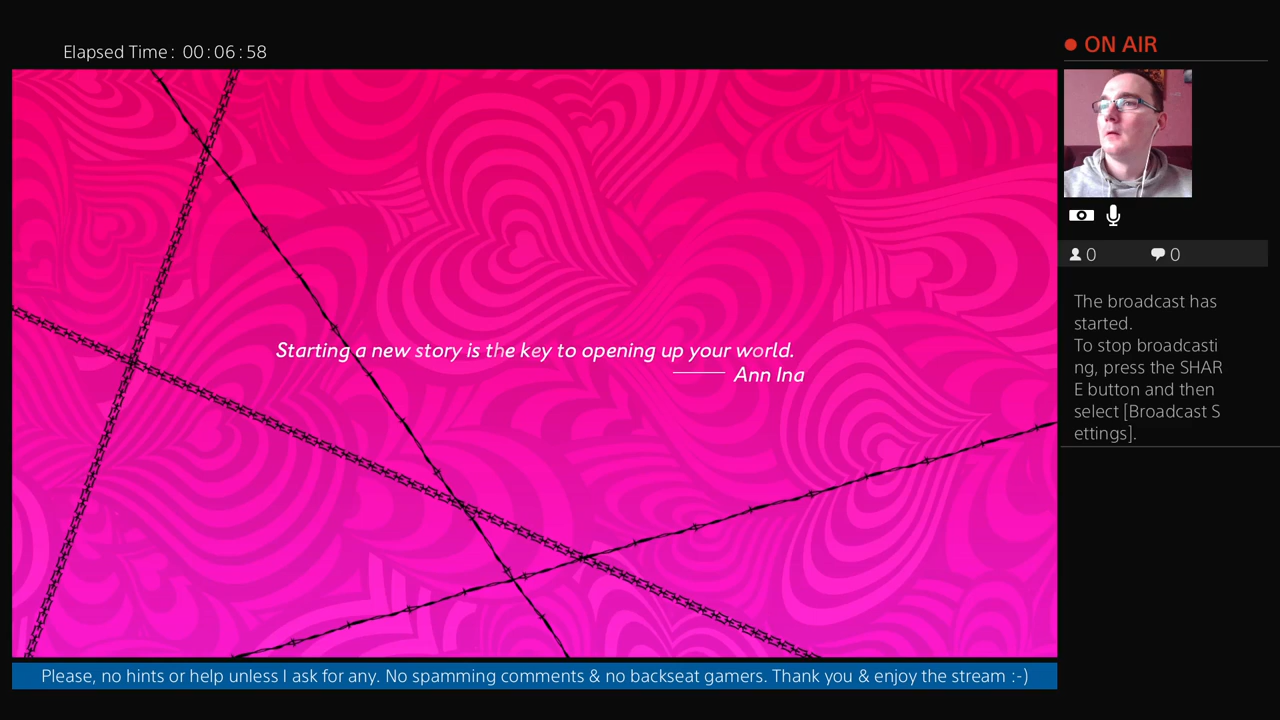 Elapsed Time: 00:06:58
ON AIR
0 0
Starting a new story is the key to opening up your world.
Ann Ina
The broadcast has
started.
To stop broadcasti
ng, press the SHAR
E button and then
select [Broadcast S
ettings].
Please, no hints or help unless I ask for any. No spamming comments & no backseat gamers. Thank you & enjoy the stream :-)